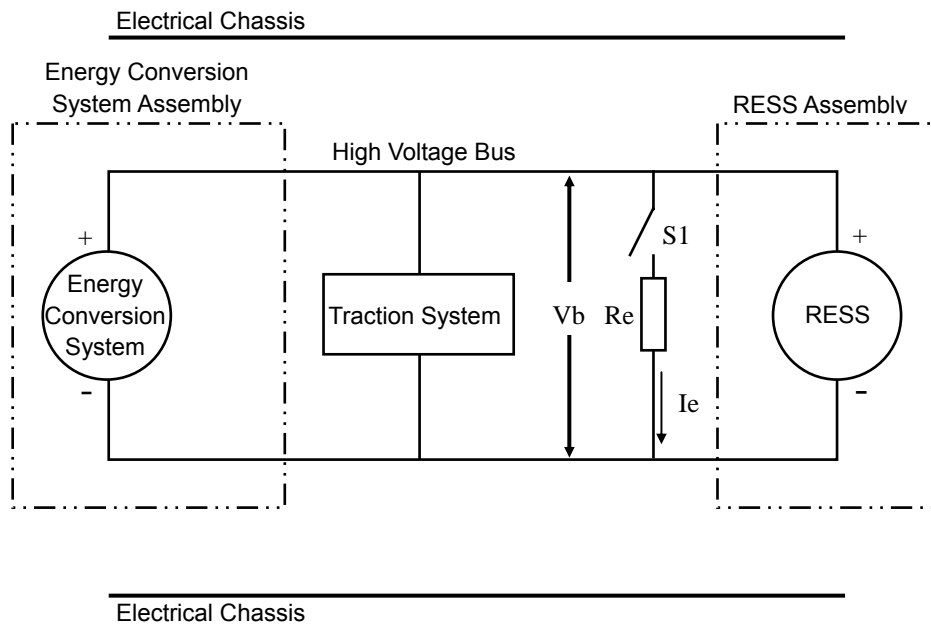 Electrical Chassis
Energy Conversion
System Assembly
RESS Assembly
High Voltage Bus
+
+
S1
Energy
Conversion
System
Traction System
Vb
Re
RESS
-
-
Ie
Electrical Chassis